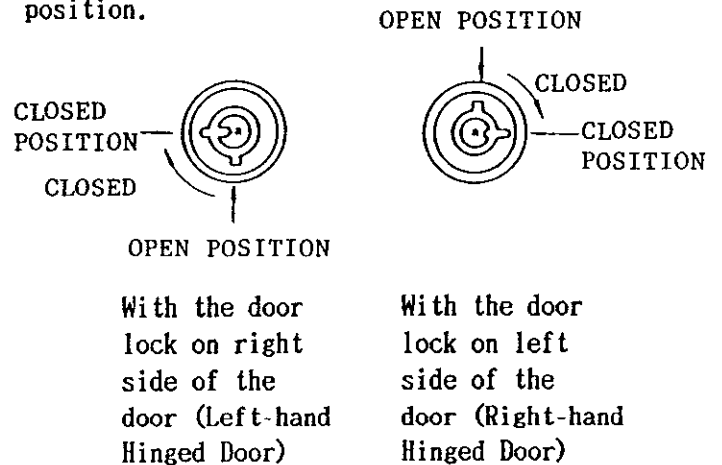 position.
OPEN POSITION
CLOSED
POSITION
CLOSED
OPEN POSITION
CLOSED
CLOSED
POSITION
With the door
lock on right
side of the
door (Left-hand
Hinged Door)
With the door
lock on left
side of the
door (Right-hand
Hinged Door)